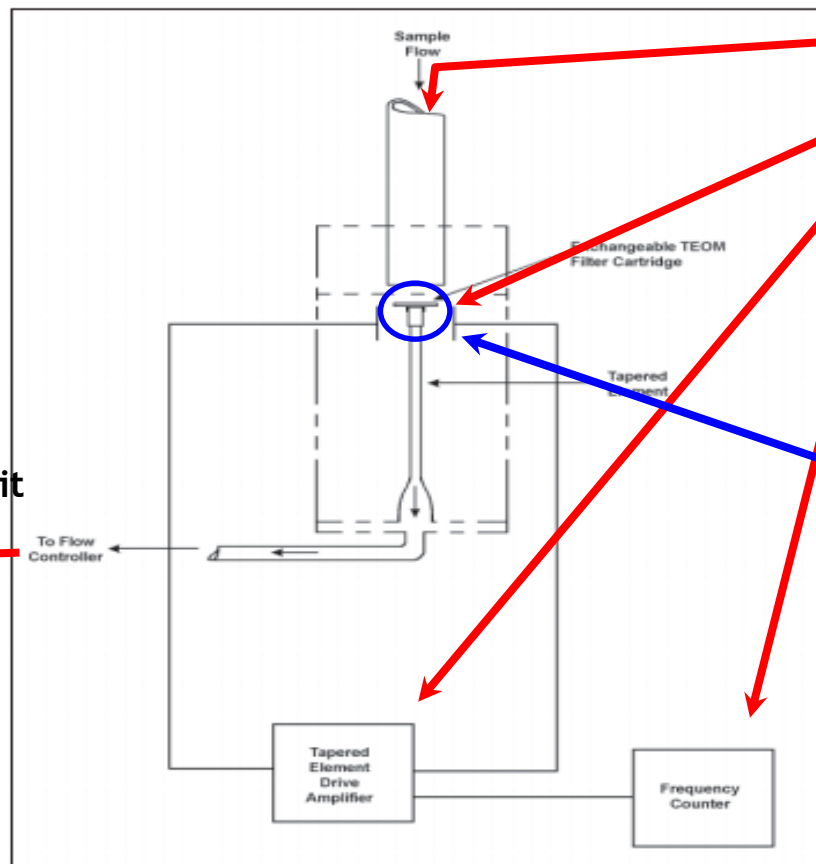 Sample
Flow
Exchangeable TEOM
Filter Cartridge
Tapered
Element
it
To Flow
Controller
Tapered
Element
Drive
Amplifier
Frequency
Counter